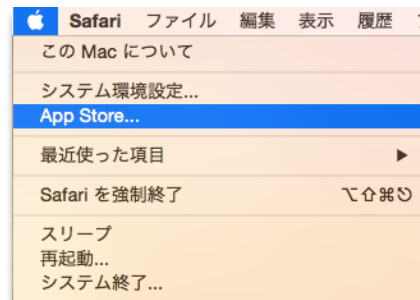 Safari ファイル 編集 表示 履歴
この Mac について
システム環境設定...
App Store...
最近使った項目 ▶
Safari を強制終了 ⌥⇧⌘⎋
スリープ
再起動...
システム終了...